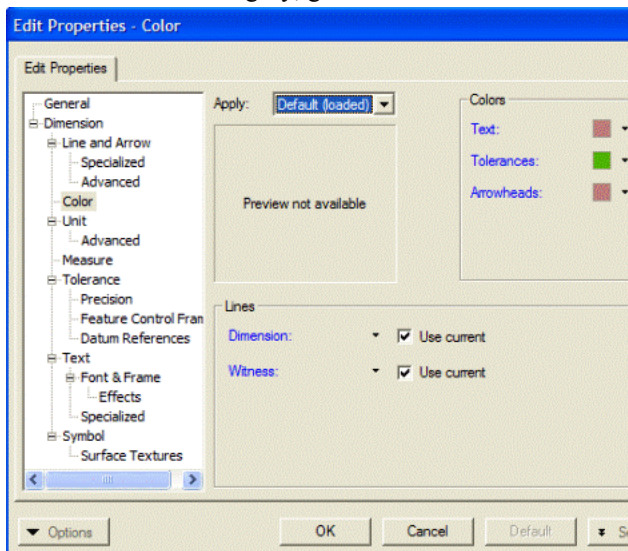 Edit Properties - Color
Edit Properties
General
Dimension
Line and Arrow
Specialized
Advanced
Color
Unit
Advanced
Measure
Tolerance
Precision
Feature Control Fran
Datum References
Text
Font & Frame
Effects
Specialized
Symbol
Surface Textures
Apply: Default (loaded)
Preview not available
Colors
Text:
Tolerances:
Arrowheads:
Lines
Dimension: Use current
Witness: Use current
Options OK Cancel Default